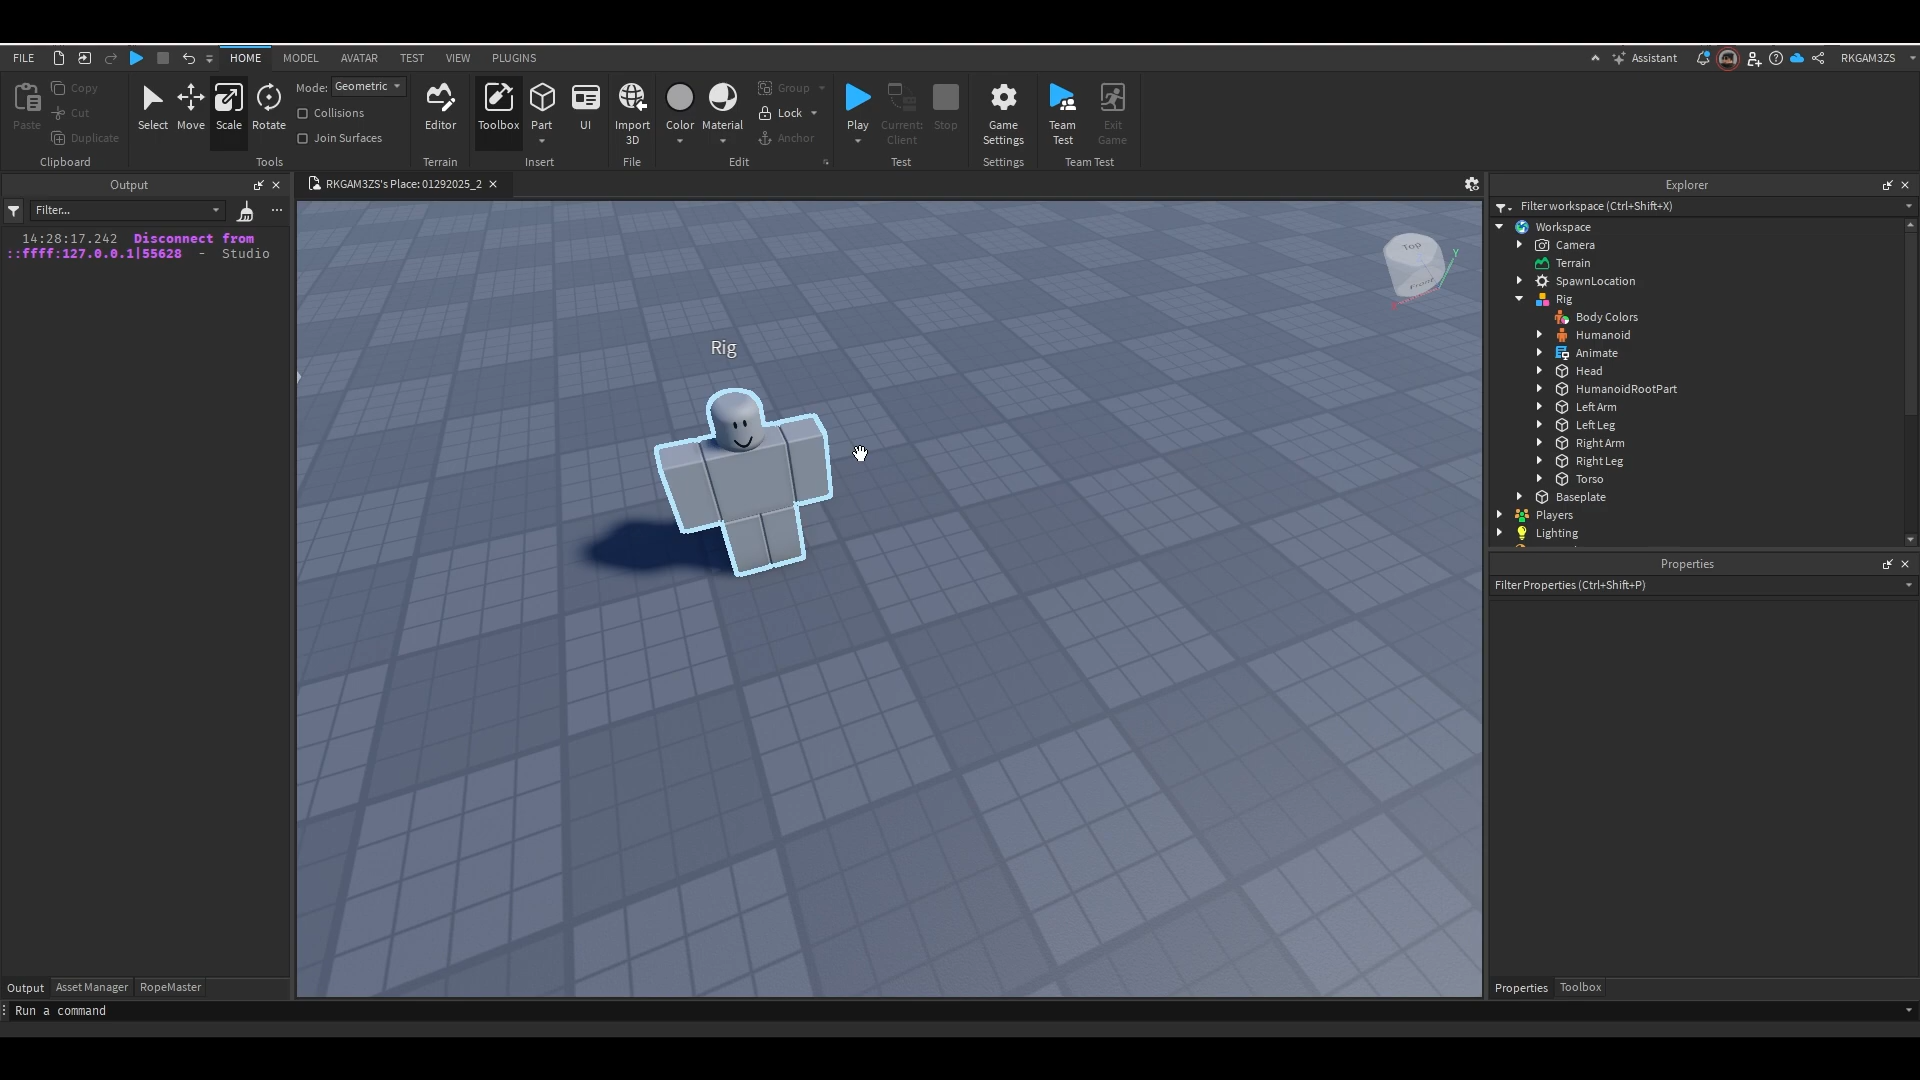 FILE HOME MODEL AVATAR TEST VIEW PLUGINS Assistant RKGAM3ZS
Paste Copy Cut Duplicate
Clipboard
Select Move Scale Rotate
Mode: Geometric
Collisions
Join Surfaces
Tools
Editor
Terrain
Toolbox Part UI
Insert
Import 3D
File
Color Material
Group
Lock
Anchor
Edit
Play Current: Client Stop
Test
Game Settings
Settings
Team Test Exit Game
Team Test
Output
Filter...
14:28:17.242 Disconnect from
::ffff:127.0.0.1|55628 - Studio
RKGAM3ZS's Place: 01292025_2
Rig
Top
Front
Y
Explorer
Filter workspace (Ctrl+Shift+X)
Workspace
Camera
Terrain
SpawnLocation
Rig
Body Colors
Humanoid
Animate
Head
HumanoidRootPart
Left Arm
Left Leg
Right Arm
Right Leg
Torso
Baseplate
Players
Lighting
Properties
Filter Properties (Ctrl+Shift+P)
Output Asset Manager RopeMaster
Properties Toolbox
Run a command